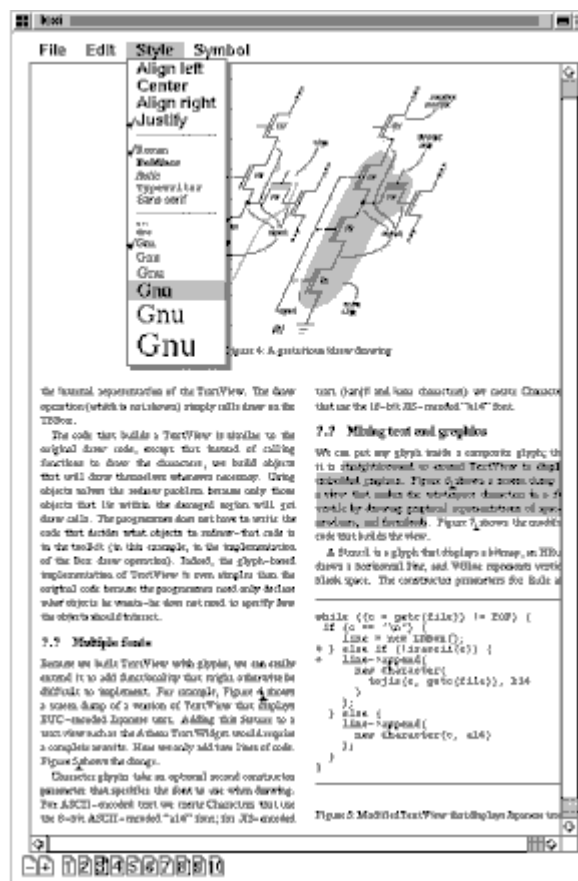 File Edit Style Symbol
Align left
Center
Align right
Justify
Roman
Boldface
Italic
Typewriter
Sans serif
Gnu
Gnu
Gnu
Gnu
Gnu
Gnu
4: A gratuitous idraw drawing
the internal representation of the TextView. The draw
operation (which is not shown) simply calls draw on the
TBBox.
The code that builds a TextView is similar to the
original draw code, except that instead of calling
functions to draw the characters, we build objects
that will draw themselves whenever necessary. Using
objects solves the redraw problem because only those
objects that lie within the damaged region will get
draw calls. The programmer does not have to write the
code that decides what objects to redraw—that code is
in the toolkit (in this example, in the implementation
of the Box draw operation). Indeed, the glyph-based
implementation of TextView is even simpler than the
original code because the programmer need only declare
what objects he wants—he does not need to specify how
the objects should interact.
?.? Multiple fonts
Because we built TextView with glyphs, we can easily
extend it to add functionality that might otherwise be
difficult to implement. For example, Figure 4 shows
a screen dump of a version of TextView that displays
EUC-encoded Japanese text. Adding this feature to a
text view such as the Athena Text Widget would require
a complete rewrite. Here we only add two lines of code.
Figure 5 shows the change.
Character glyphs take an optional second constructor
parameter that specifies the font to use when drawing.
For ASCII-encoded text we create Characters that use
the 8-bit ASCII-encoded "a14" font; for JIS-encoded
text (kanji and kana characters) we create Character
that use the 16-bit JIS-encoded "k14" font.
?.? Mixing text and graphics
We can put any glyph inside a composite glyph; th
it is straightforward to extend TextView to displ
embedded graphics. Figure 6 shows a screen dump
a view that makes the whitespace characters in a f
visible by drawing graphical representations of spac
newlines, and formfeeds. Figure 7 shows the modifi
code that builds the view.
A Stencil is a glyph that displays a bitmap, an HRu
draws a horizontal line, and VGlue represents vertic
blank space. The constructor parameters for Rule a
while ((c = getc(file)) != EOF) {
if (c == '\n') {
line = new LRBox();
} else if (!isascii(c)) {
line->append(
new Character(
tojis(c, getc(file)), k14
)
);
} else {
line->append(
new Character(c, a14)
);
}
}
Figure 5: Modified TextView that displays Japanese text
1 2 3 4 5 6 7 8 9 10